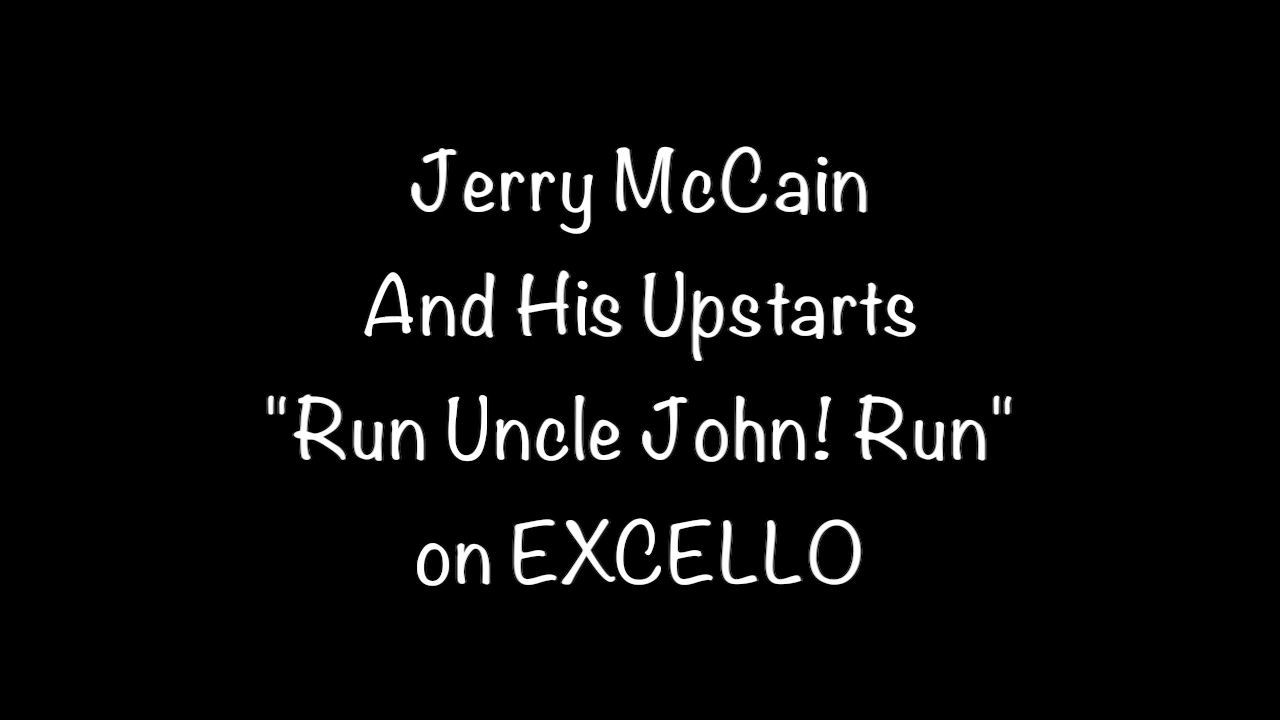 Jerry McCain
And His Upstarts
"Run Uncle John! Run"
on EXCELLO